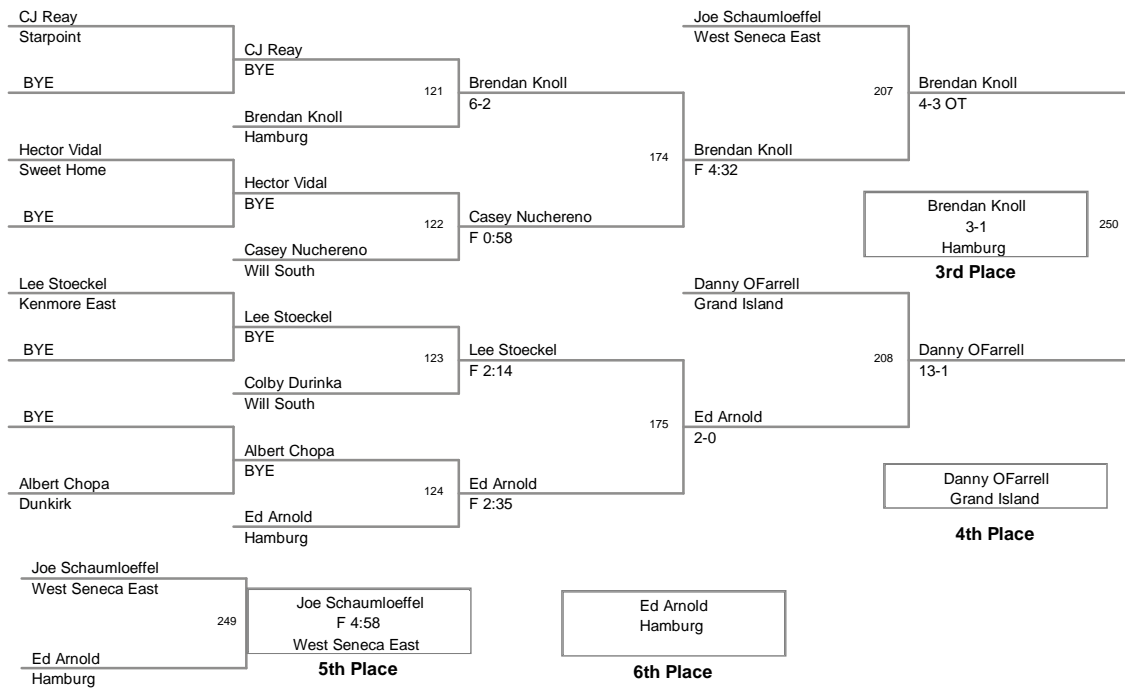 CJ Reay
Starpoint
BYE
Hector Vidal
Sweet Home
BYE
Lee Stoeckel
Kenmore East
BYE
BYE
Albert Chopa
Dunkirk
CJ Reay
BYE
121
Brendan Knoll
Hamburg
Hector Vidal
BYE
122
Casey Nuchereno
Will South
Lee Stoeckel
BYE
123
Colby Durinka
Will South
Albert Chopa
BYE
124
Ed Arnold
Hamburg
Brendan Knoll
6-2
174
Casey Nuchereno
F 0:58
Lee Stoeckel
F 2:14
175
Ed Arnold
F 2:35
Joe Schaumloeffel
West Seneca East
207
Brendan Knoll
F 4:32
Danny OFarrell
Grand Island
208
Ed Arnold
2-0
Brendan Knoll
4-3 OT
Brendan Knoll
3-1
Hamburg
250
3rd Place
Danny OFarrell
13-1
Danny OFarrell
Grand Island
4th Place
Joe Schaumloeffel
West Seneca East
249
Ed Arnold
Hamburg
Joe Schaumloeffel
F 4:58
West Seneca East
5th Place
Ed Arnold
Hamburg
6th Place